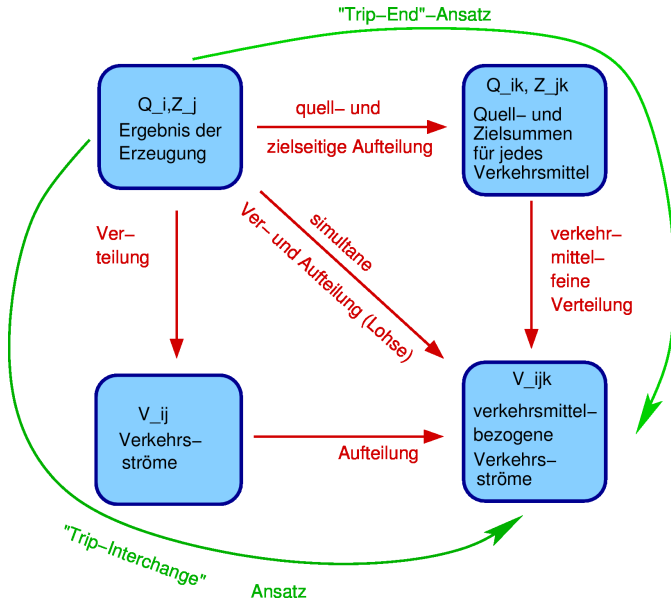 "Trip–End"–Ansatz
Q_i,Z_j
Ergebnis der
Erzeugung
quell– und
zielseitige Aufteilung
Q_ik, Z_jk
Quell– und
Zielsummen
für jedes
Verkehrsmittel
Ver–
teilung
simultane
Ver– und Aufteilung (Lohse)
verkehr–
mittel–
feine
Verteilung
V_ij
Verkehrs–
ströme
Aufteilung
V_ijk
verkehrsmittel–
bezogene
Verkehrs–
ströme
"Trip–Interchange"
Ansatz